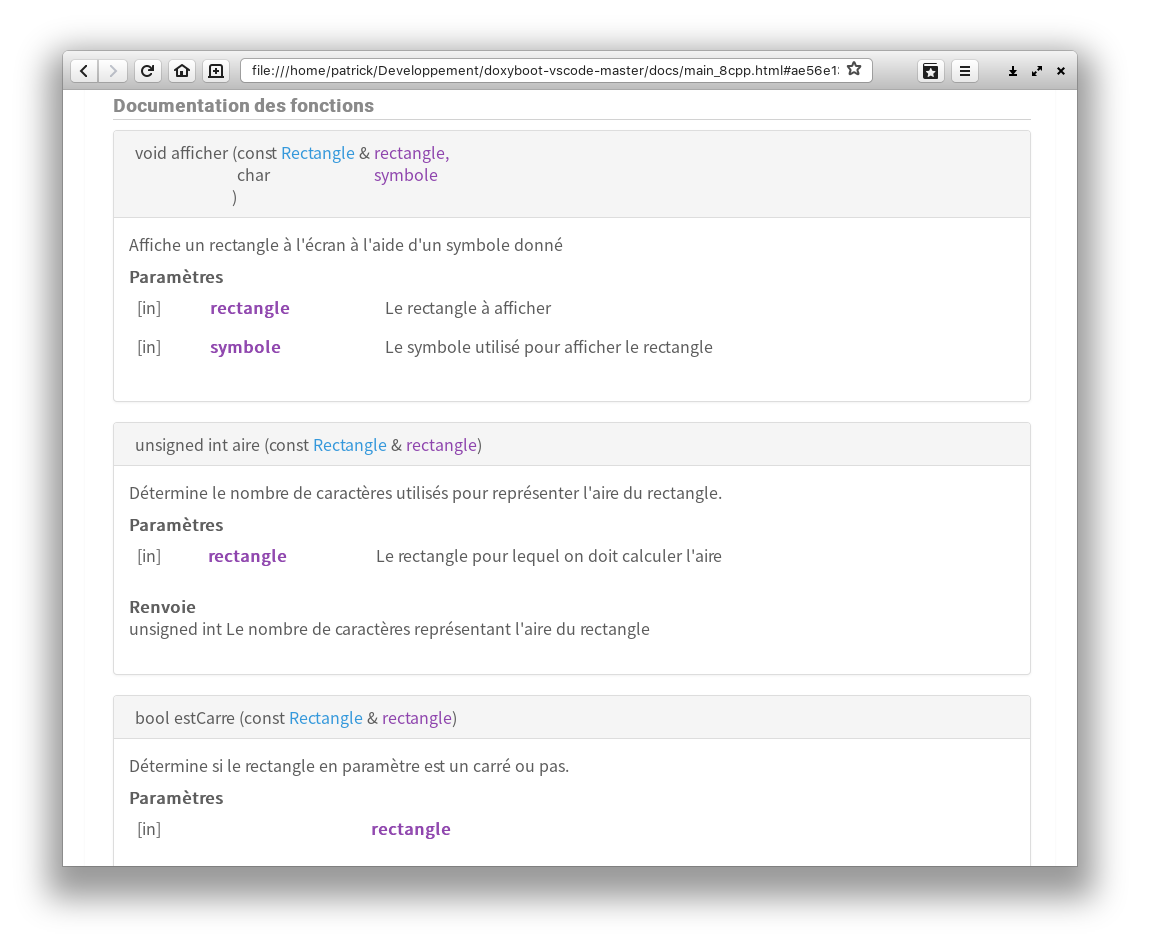 file:///home/patrick/Developpement/doxyboot-vscode-master/docs/main_8cpp.html#ae56e1
Documentation des fonctions
void afficher (const Rectangle & rectangle,
char symbole
)
Affiche un rectangle à l'écran à l'aide d'un symbole donné
Paramètres
[in] rectangle Le rectangle à afficher
[in] symbole Le symbole utilisé pour afficher le rectangle
unsigned int aire (const Rectangle & rectangle)
Détermine le nombre de caractères utilisés pour représenter l'aire du rectangle.
Paramètres
[in] rectangle Le rectangle pour lequel on doit calculer l'aire
Renvoie
unsigned int Le nombre de caractères représentant l'aire du rectangle
bool estCarre (const Rectangle & rectangle)
Détermine si le rectangle en paramètre est un carré ou pas.
Paramètres
[in] rectangle